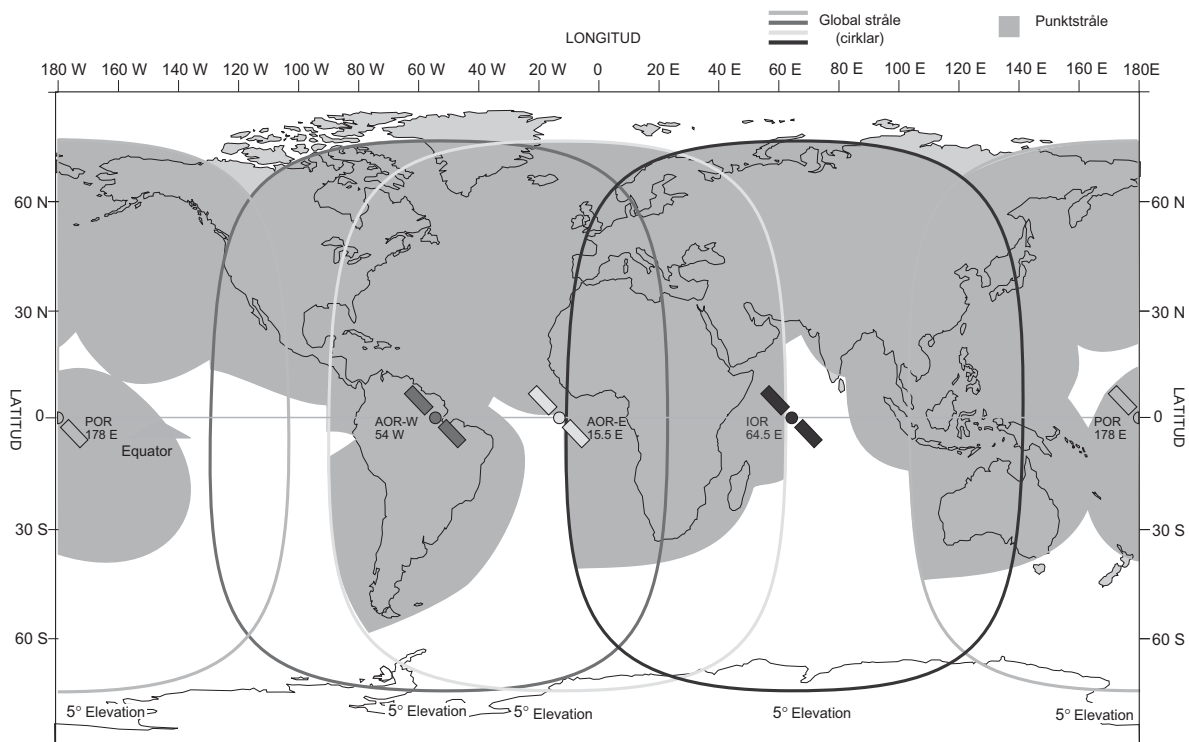 Global stråle
(cirklar)
Punktstråle
LONGITUD
180 W 160 W 140 W 120 W 100 W 80 W 60 W 40 W 20 W 0 20 E 40 E 60 E 80 E 100 E 120 E 140 E 160 E 180E
60 N 60 N
30 N 30 N
LATITUD LATITUD
0 0
POR
178 E
AOR-W
54 W
AOR-E
15.5 E
IOR
64.5 E
POR
178 E
Equator
30 S 30 S
60 S 60 S
5° Elevation 5° Elevation 5° Elevation 5° Elevation 5° Elevation